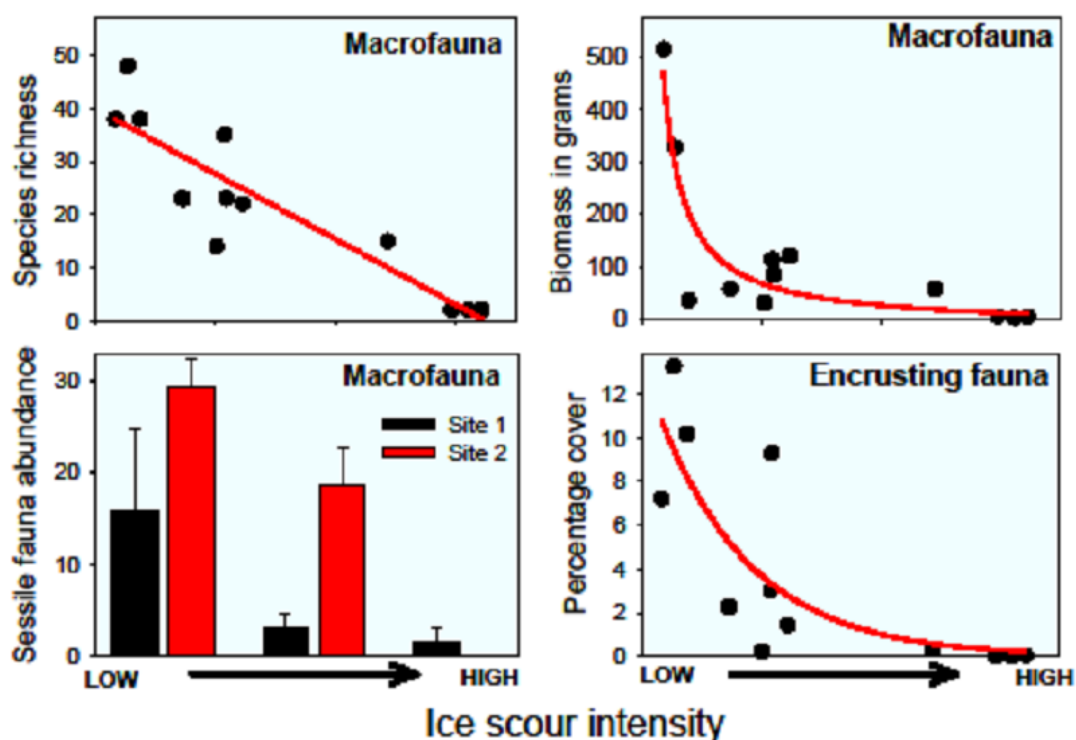 Macrofauna
Species richness
50
40
30
20
10
0
Macrofauna
Biomass in grams
500
400
300
200
100
0
Macrofauna
Sessile fauna abundance
30
20
10
0
Site 1
Site 2
LOW
HIGH
Encrusting fauna
Percentage cover
12
10
8
6
4
2
0
LOW
HIGH
Ice scour intensity